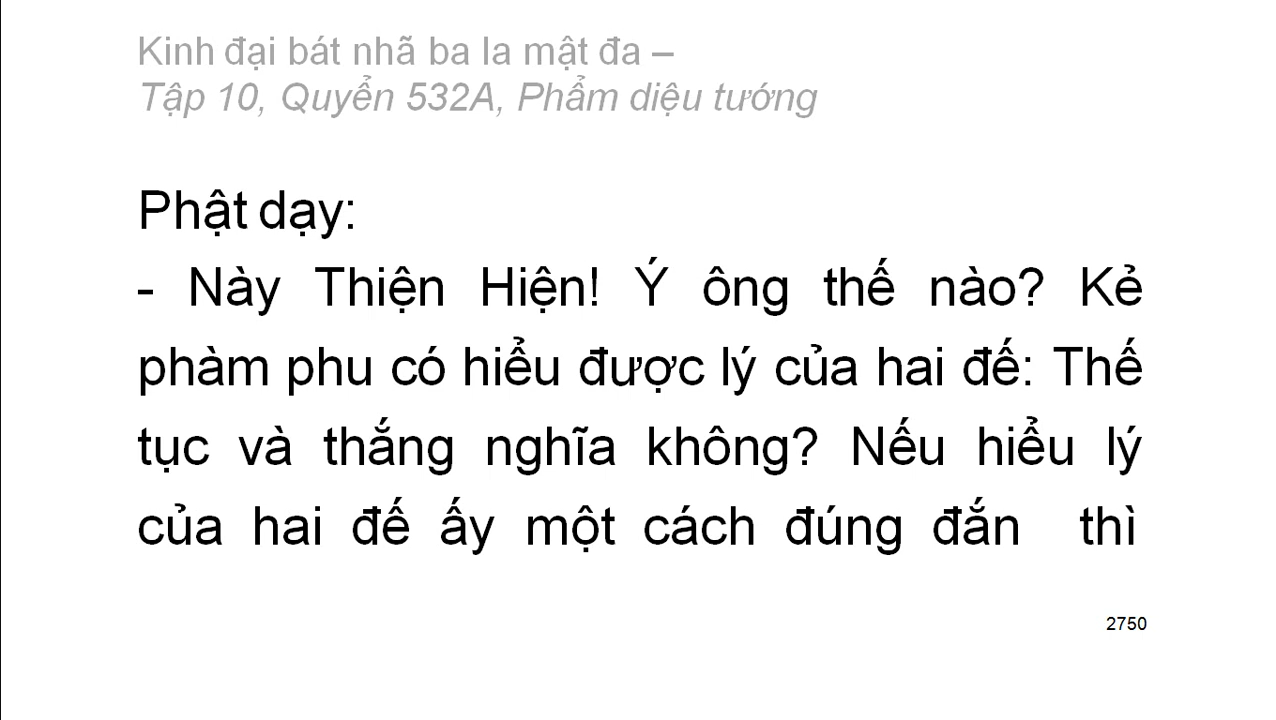 Kinh đại bát nhã ba la mật đa –
Tập 10, Quyển 532A, Phẩm diệu tướng
Phật dạy:
- Này Thiện Hiện! Ý ông thế nào? Kẻ
phàm phu có hiểu được lý của hai đế: Thế
tục và thắng nghĩa không? Nếu hiểu lý
của hai đế ấy một cách đúng đắn thì
2750